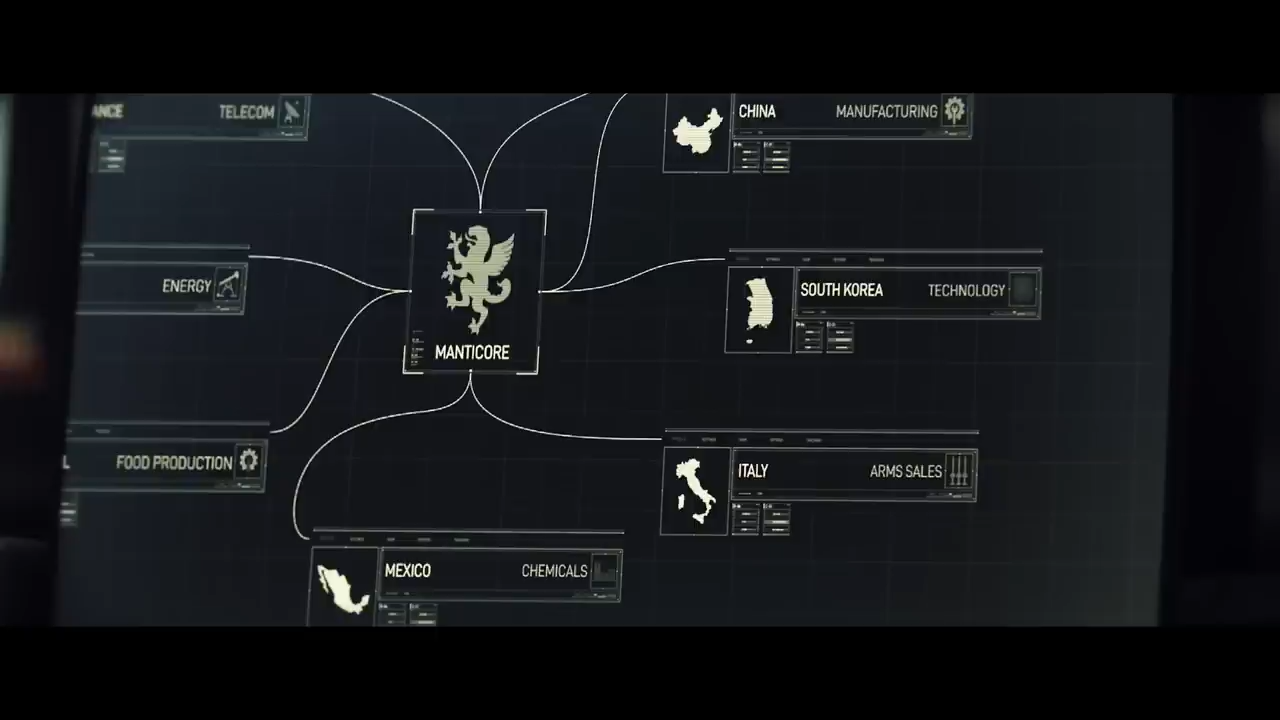 ANCE TELECOM
CHINA MANUFACTURING
ENERGY
SOUTH KOREA TECHNOLOGY
MANTICORE
L FOOD PRODUCTION
ITALY ARMS SALES
MEXICO CHEMICALS